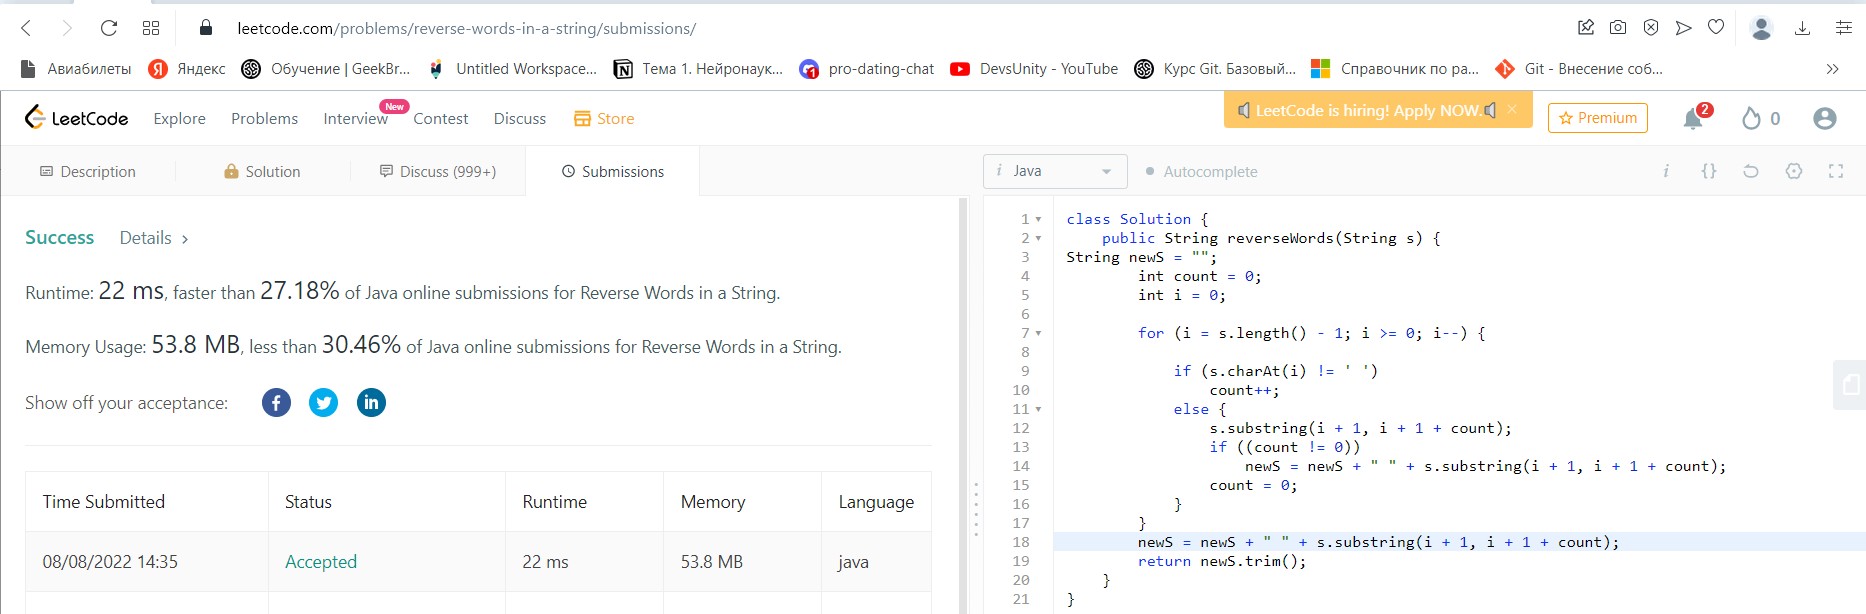 leetcode.com/problems/reverse-words-in-a-string/submissions/
Авиабилеты Яндекс Обучение | GeekBr... Untitled Workspace... Тема 1. Нейронаук... pro-dating-chat DevsUnity - YouTube Курс Git. Базовый... Справочник по ра... Git - Внесение соб... »
LeetCode Explore Problems Interview New Contest Discuss Store LeetCode is hiring! Apply NOW. × Premium 2 0
Description Solution Discuss (999+) Submissions i Java Autocomplete i {}
Success Details >
Runtime: 22 ms, faster than 27.18% of Java online submissions for Reverse Words in a String.
Memory Usage: 53.8 MB, less than 30.46% of Java online submissions for Reverse Words in a String.
Show off your acceptance:
Time Submitted Status Runtime Memory Language
08/08/2022 14:35 Accepted 22 ms 53.8 MB java
1 class Solution {
2     public String reverseWords(String s) {
3 String newS = "";
4         int count = 0;
5         int i = 0;
6
7         for (i = s.length() - 1; i >= 0; i--) {
8
9             if (s.charAt(i) != ' ')
10                 count++;
11             else {
12                 s.substring(i + 1, i + 1 + count);
13                 if ((count != 0))
14                     newS = newS + " " + s.substring(i + 1, i + 1 + count);
15                 count = 0;
16             }
17         }
18         newS = newS + " " + s.substring(i + 1, i + 1 + count);
19         return newS.trim();
20     }
21 }